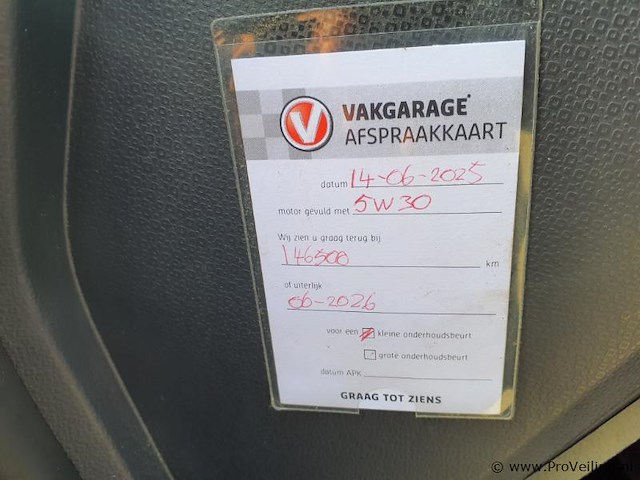 V
VAKGARAGE
AFSPRAAKKAART
datum 14-06-2025
motor gevuld met 5W30
Wij zien u graag terug bij
146500 km
of uiterlijk
06-2026
voor een kleine onderhoudsbeurt
grote onderhoudsbeurt
datum APK
GRAAG TOT ZIENS
© www.ProVeiling.nl